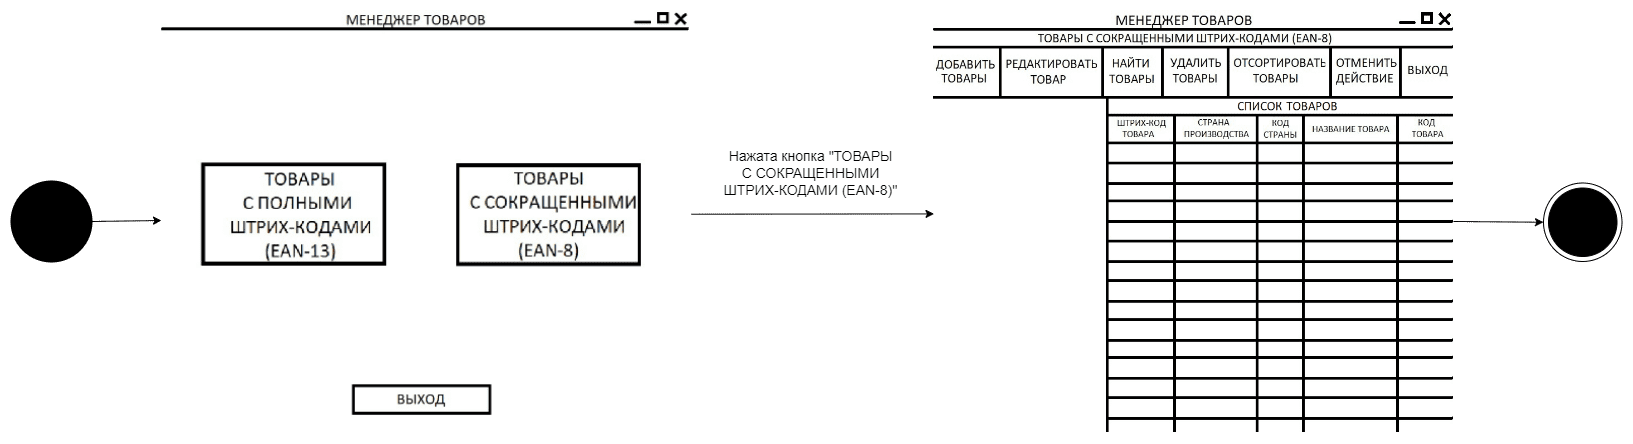 МЕНЕДЖЕР ТОВАРОВ
ТОВАРЫ
С ПОЛНЫМИ
ШТРИХ-КОДАМИ
(EAN-13)
ТОВАРЫ
С СОКРАЩЕННЫМИ
ШТРИХ-КОДАМИ
(EAN-8)
ВЫХОД
Нажата кнопка "ТОВАРЫ
С СОКРАЩЕННЫМИ
ШТРИХ-КОДАМИ (EAN-8)"
МЕНЕДЖЕР ТОВАРОВ
ТОВАРЫ С СОКРАЩЕННЫМИ ШТРИХ-КОДАМИ (EAN-8)
ДОБАВИТЬ
ТОВАРЫ
РЕДАКТИРОВАТЬ
ТОВАР
НАЙТИ
ТОВАРЫ
УДАЛИТЬ
ТОВАРЫ
ОТСОРТИРОВАТЬ
ТОВАРЫ
ОТМЕНИТЬ
ДЕЙСТВИЕ
ВЫХОД
СПИСОК ТОВАРОВ
ШТРИХ-КОД
ТОВАРА
СТРАНА
ПРОИЗВОДСТВА
КОД
СТРАНЫ
НАЗВАНИЕ ТОВАРА
КОД
ТОВАРА